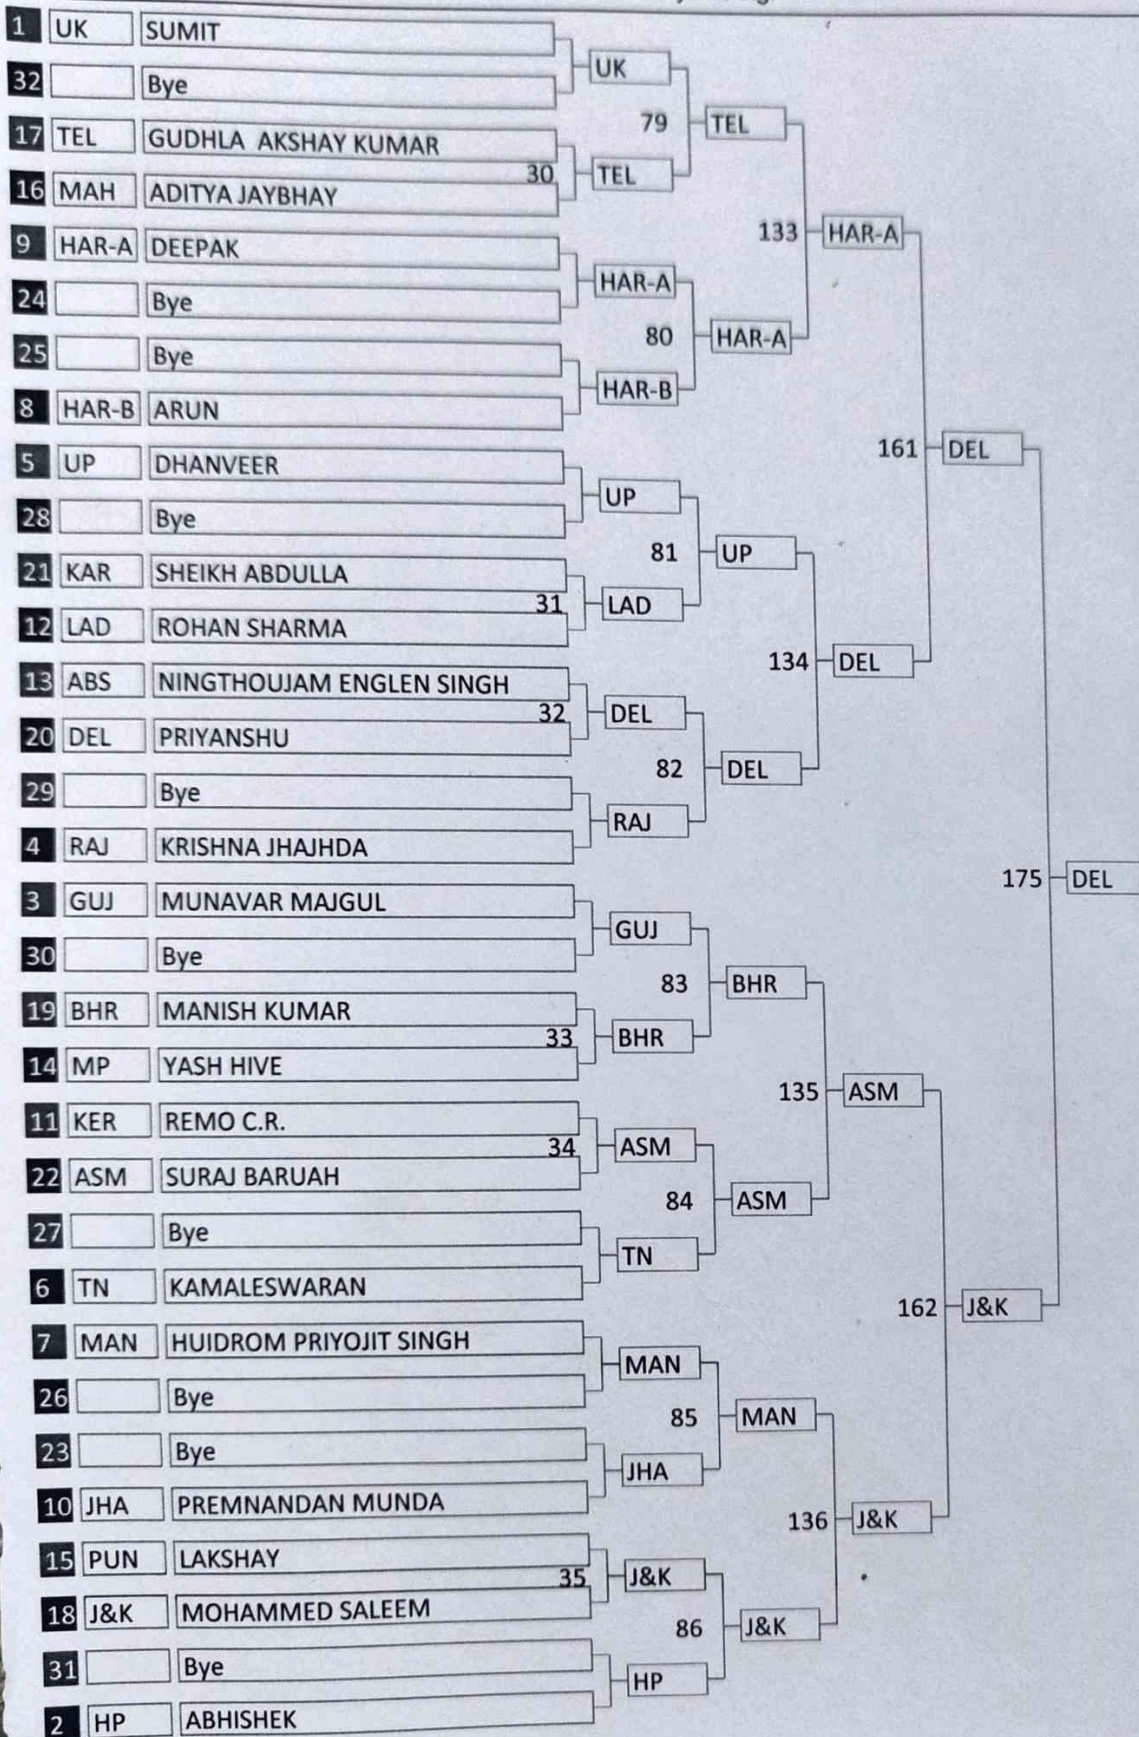 1 UK SUMIT
UK
32 Bye
79 TEL
17 TEL GUDHLA AKSHAY KUMAR
30 TEL
16 MAH ADITYA JAYBHAY
133 HAR-A
9 HAR-A DEEPAK
HAR-A
24 Bye
80 HAR-A
25 Bye
HAR-B
8 HAR-B ARUN
161 DEL
5 UP DHANVEER
UP
28 Bye
81 UP
21 KAR SHEIKH ABDULLA
31 LAD
12 LAD ROHAN SHARMA
134 DEL
13 ABS NINGTHOUJAM ENGLEN SINGH
32 DEL
20 DEL PRIYANSHU
82 DEL
29 Bye
RAJ
4 RAJ KRISHNA JHAJHDA
175 DEL
3 GUJ MUNAVAR MAJGUL
GUJ
30 Bye
83 BHR
19 BHR MANISH KUMAR
33 BHR
14 MP YASH HIVE
135 ASM
11 KER REMO C.R.
34 ASM
22 ASM SURAJ BARUAH
84 ASM
27 Bye
TN
6 TN KAMALESWARAN
162 J&K
7 MAN HUIDROM PRIYOJIT SINGH
MAN
26 Bye
85 MAN
23 Bye
JHA
10 JHA PREMNANDAN MUNDA
136 J&K
15 PUN LAKSHAY
35 J&K
18 J&K MOHAMMED SALEEM
86 J&K
31 Bye
HP
2 HP ABHISHEK